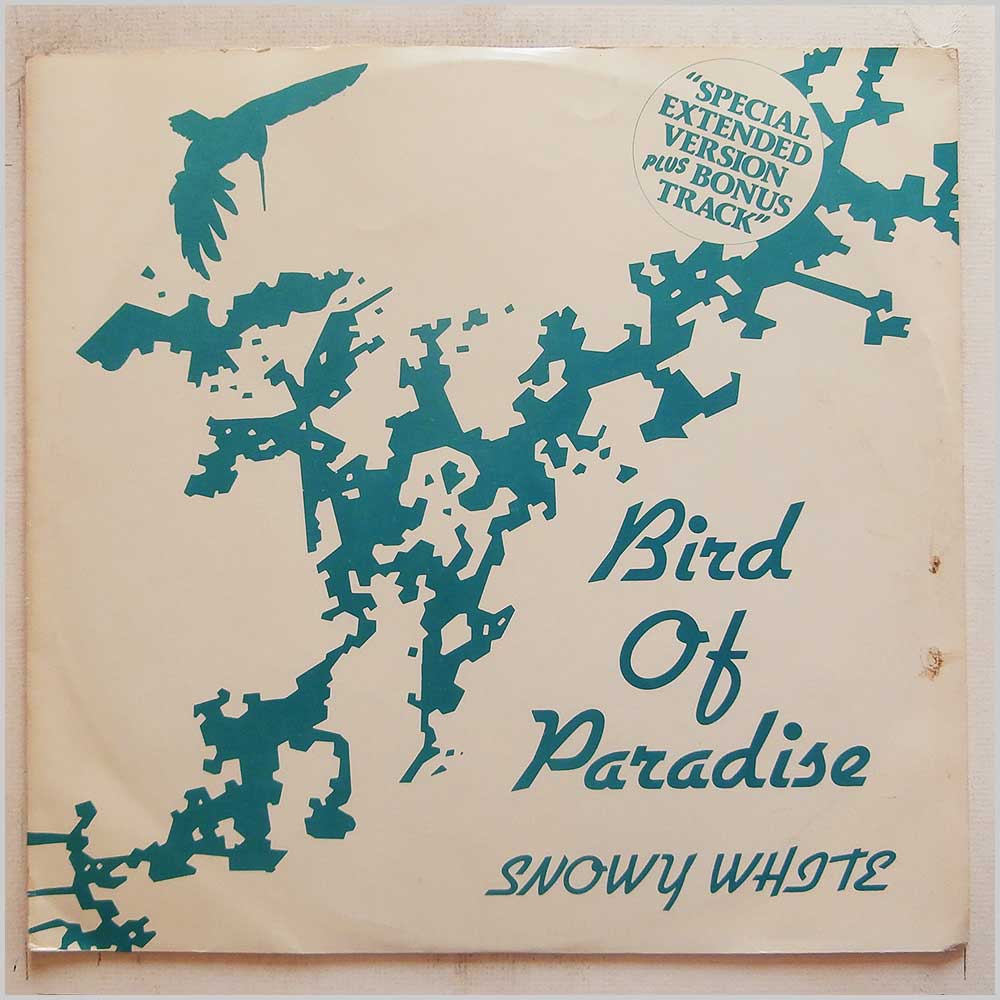 "SPECIAL
EXTENDED
VERSION
PLUS BONUS
TRACK"
Bird
Of
Paradise
SNOWY WHITE